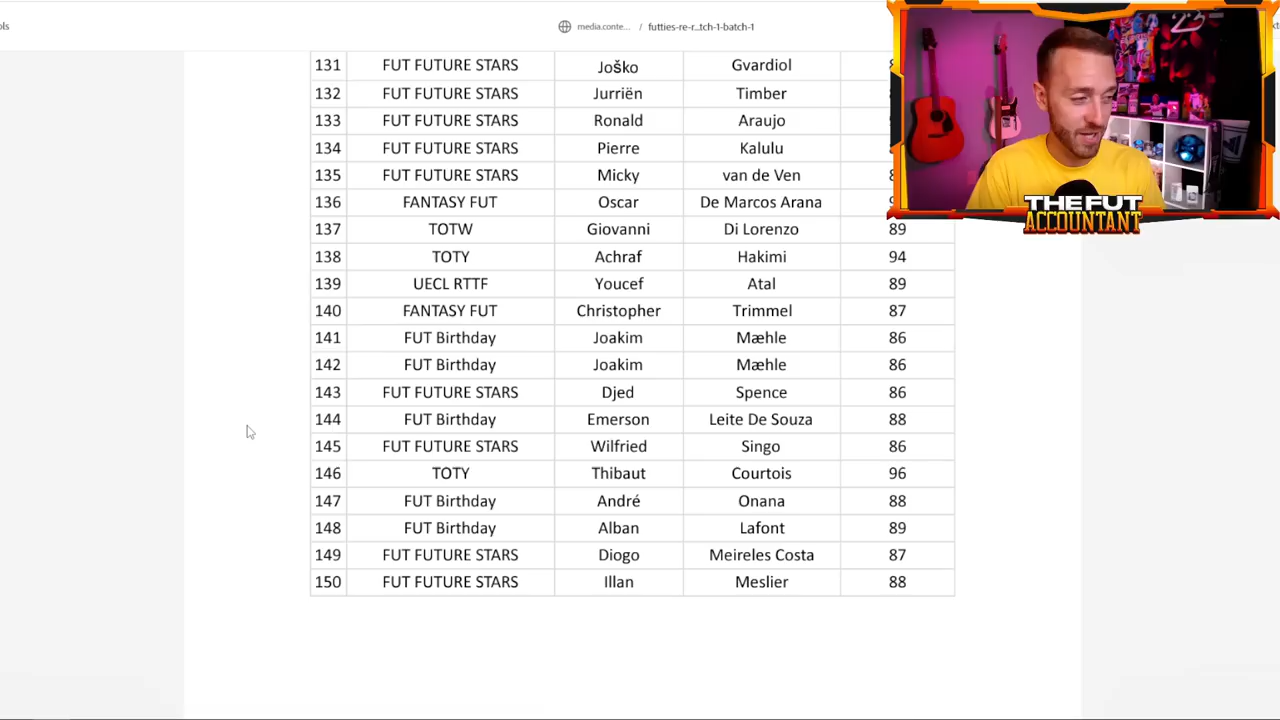 ols
media.conte... / futties-re-r...tch-1-batch-1
131 FUT FUTURE STARS Joško Gvardiol
132 FUT FUTURE STARS Jurriën Timber
133 FUT FUTURE STARS Ronald Araujo
134 FUT FUTURE STARS Pierre Kalulu
135 FUT FUTURE STARS Micky van de Ven
136 FANTASY FUT Oscar De Marcos Arana
137 TOTW Giovanni Di Lorenzo 89
138 TOTY Achraf Hakimi 94
139 UECL RTTF Youcef Atal 89
140 FANTASY FUT Christopher Trimmel 87
141 FUT Birthday Joakim Mæhle 86
142 FUT Birthday Joakim Mæhle 86
143 FUT FUTURE STARS Djed Spence 86
144 FUT Birthday Emerson Leite De Souza 88
145 FUT FUTURE STARS Wilfried Singo 86
146 TOTY Thibaut Courtois 96
147 FUT Birthday André Onana 88
148 FUT Birthday Alban Lafont 89
149 FUT FUTURE STARS Diogo Meireles Costa 87
150 FUT FUTURE STARS Illan Meslier 88
23
THE FUT
ACCOUNTANT